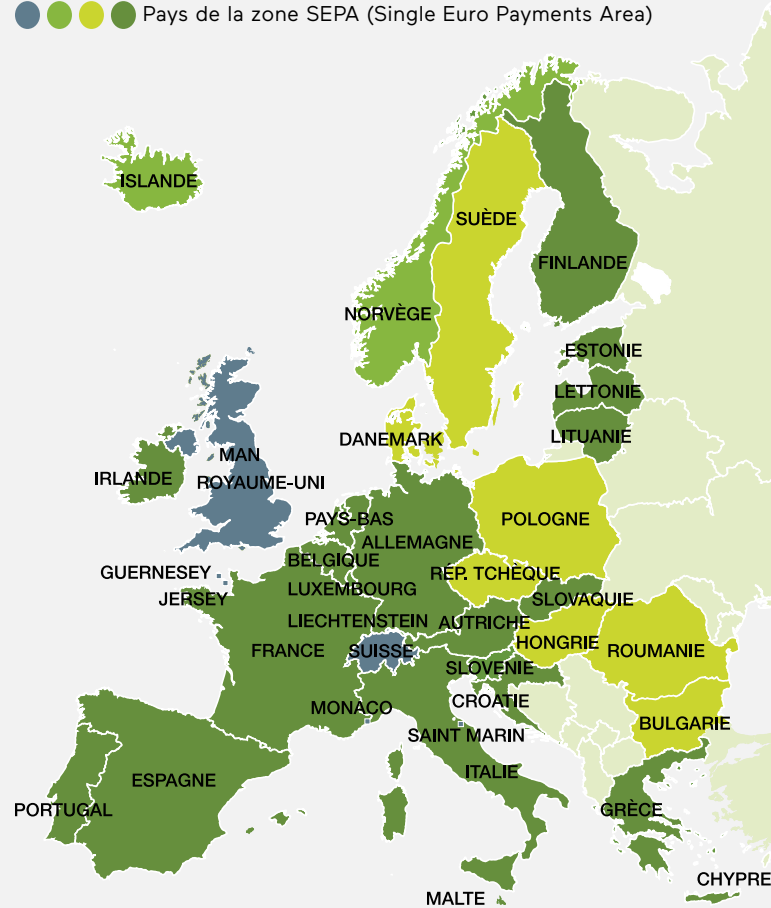 Pays de la zone SEPA (Single Euro Payments Area)
ISLANDE
SUÈDE
FINLANDE
NORVÈGE
ESTONIE
LETTONIE
LITUANIE
DANEMARK
MAN
IRLANDE
ROYAUME-UNI
PAYS-BAS
POLOGNE
ALLEMAGNE
BELGIQUE
GUERNESEY
RÉP. TCHÈQUE
LUXEMBOURG
JERSEY
SLOVAQUIE
LIECHTENSTEIN
AUTRICHE
FRANCE
SUISSE
HONGRIE
ROUMANIE
SLOVENIE
MONACO
CROATIE
BULGARIE
SAINT MARIN
ESPAGNE
ITALIE
PORTUGAL
GRÈCE
CHYPRE
MALTE